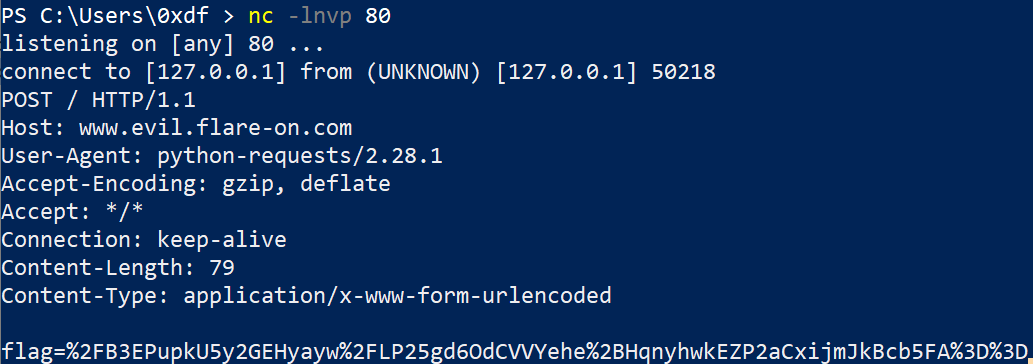 PS C:\Users\0xdf > nc -lnvp 80
listening on [any] 80 ...
connect to [127.0.0.1] from (UNKNOWN) [127.0.0.1] 50218
POST / HTTP/1.1
Host: www.evil.flare-on.com
User-Agent: python-requests/2.28.1
Accept-Encoding: gzip, deflate
Accept: */*
Connection: keep-alive
Content-Length: 79
Content-Type: application/x-www-form-urlencoded

flag=%2FB3EPupkU5y2GEHyayw%2FLP25gd6OdCVVYehe%2BHqnyhwkEZP2aCxijmJkBcb5FA%3D%3D